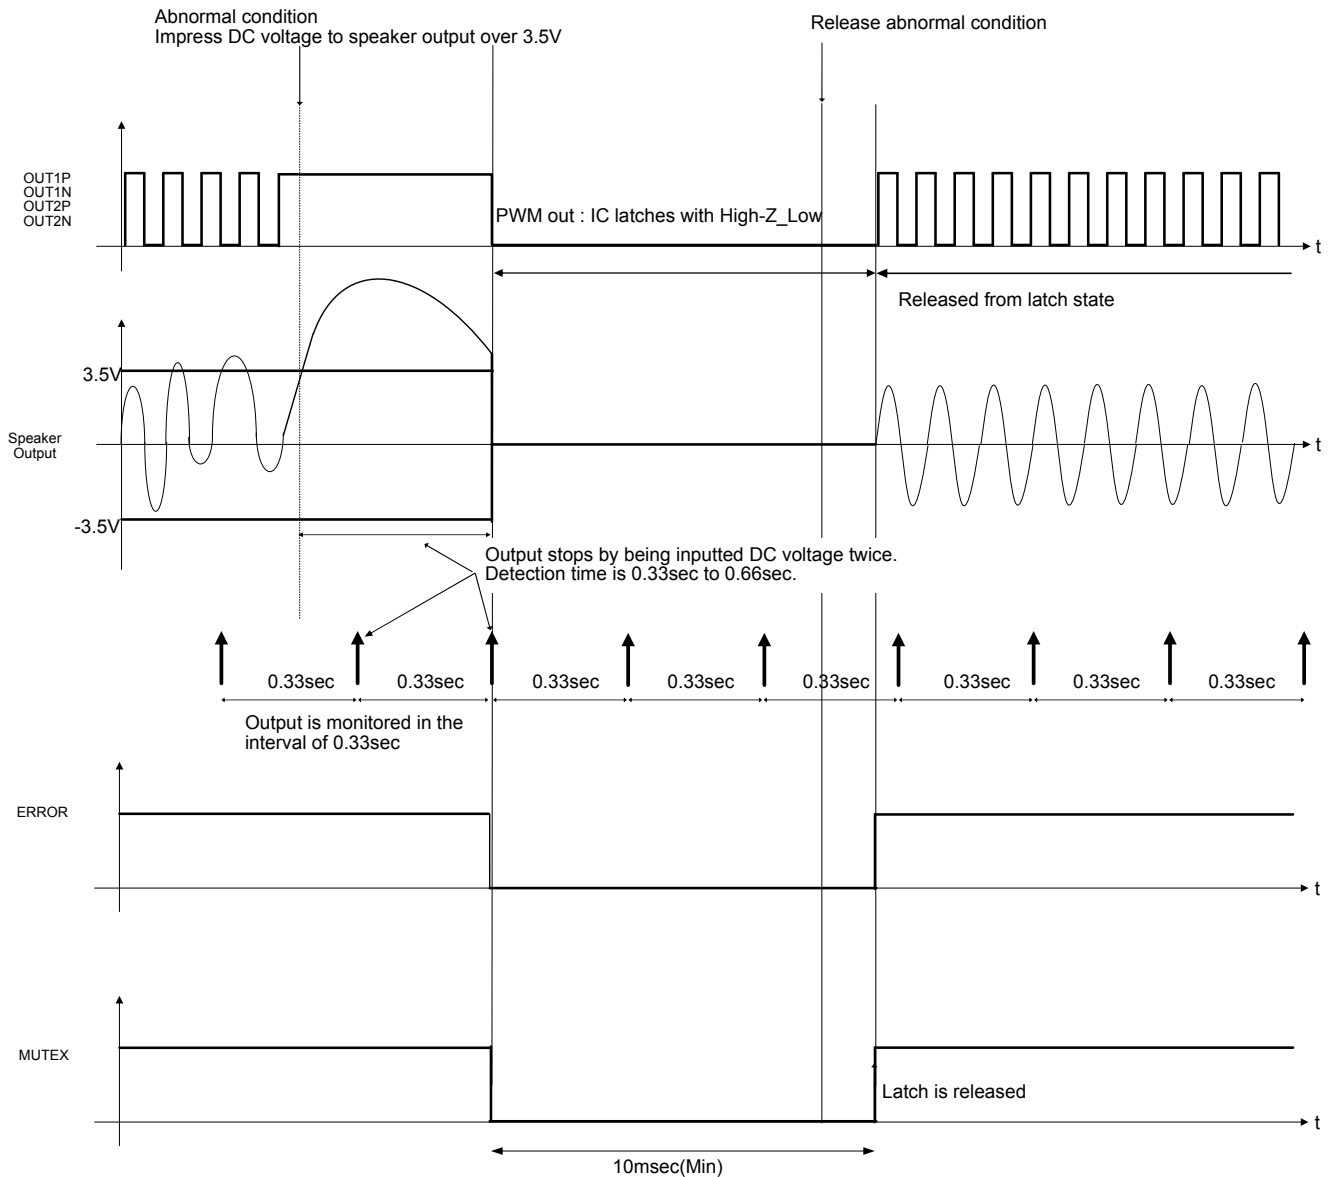 Abnormal condition
Impress DC voltage to speaker output over 3.5V
Release abnormal condition
OUT1P
OUT1N
OUT2P
OUT2N
PWM out : IC latches with High-Z_Low
t
Released from latch state
3.5V
Speaker
Output
t
-3.5V
Output stops by being inputted DC voltage twice.
Detection time is 0.33sec to 0.66sec.
0.33sec 0.33sec 0.33sec 0.33sec 0.33sec 0.33sec 0.33sec 0.33sec
Output is monitored in the
interval of 0.33sec
ERROR
t
MUTEX
Latch is released
t
10msec(Min)